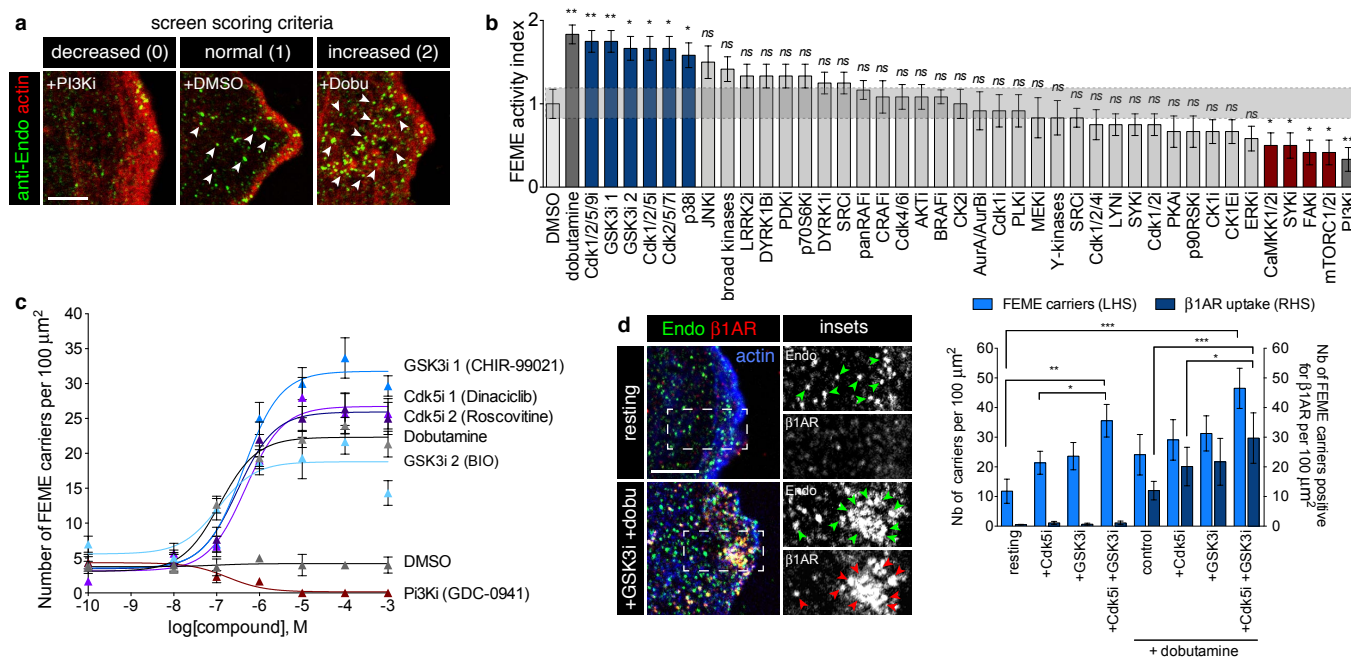 a
screen scoring criteria
decreased (0)
normal (1)
increased (2)
anti-Endo actin
+PI3Ki
+DMSO
+Dobu
b
FEME activity index
2
1
0
** ** ** * * * * ns ns ns ns ns ns ns ns ns ns ns ns ns ns ns ns ns ns ns ns ns ns ns ns ns ns ns ns * * * * **
DMSO
dobutamine
Cdk1/2/5/9i
GSK3i 1
GSK3i 2
Cdk1/2/5i
Cdk2/5/7i
p38i
JNKi
broad kinases
LRRK2i
DYRK1Bi
PDKi
p70S6Ki
DYRK1i
SRCi
panRAFi
CRAFi
Cdk4/6i
AKTi
BRAFi
CK2i
AurA/AurBi
Cdk1i
PLKi
MEKi
Y-kinases
SRCi
Cdk1/2/4i
LYNi
SYKi
Cdk1/2i
PKAi
p90RSKi
CK1i
CK1Ei
ERKi
CaMKK1/2i
SYKi
FAKi
mTORC1/2i
PI3Ki
c
Number of FEME carriers per 100 µm²
40
35
30
25
20
15
10
5
0
-10 -9 -8 -7 -6 -5 -4 -3
log[compound], M
GSK3i 1 (CHIR-99021)
Cdk5i 1 (Dinaciclib)
Cdk5i 2 (Roscovitine)
Dobutamine
GSK3i 2 (BIO)
DMSO
Pi3Ki (GDC-0941)
d
Endo β1AR
insets
actin
resting
+GSK3i +dobu
Endo
β1AR
Endo
β1AR
FEME carriers (LHS)
β1AR uptake (RHS)
Nb of carriers per 100 µm²
60
50
40
30
20
10
0
***
**
*
***
*
60
50
40
30
20
10
0
Nb of FEME carriers positive
for β1AR per 100 µm²
resting
+Cdk5i
+GSK3i
+Cdk5i +GSK3i
control
+Cdk5i
+GSK3i
+Cdk5i +GSK3i
+ dobutamine